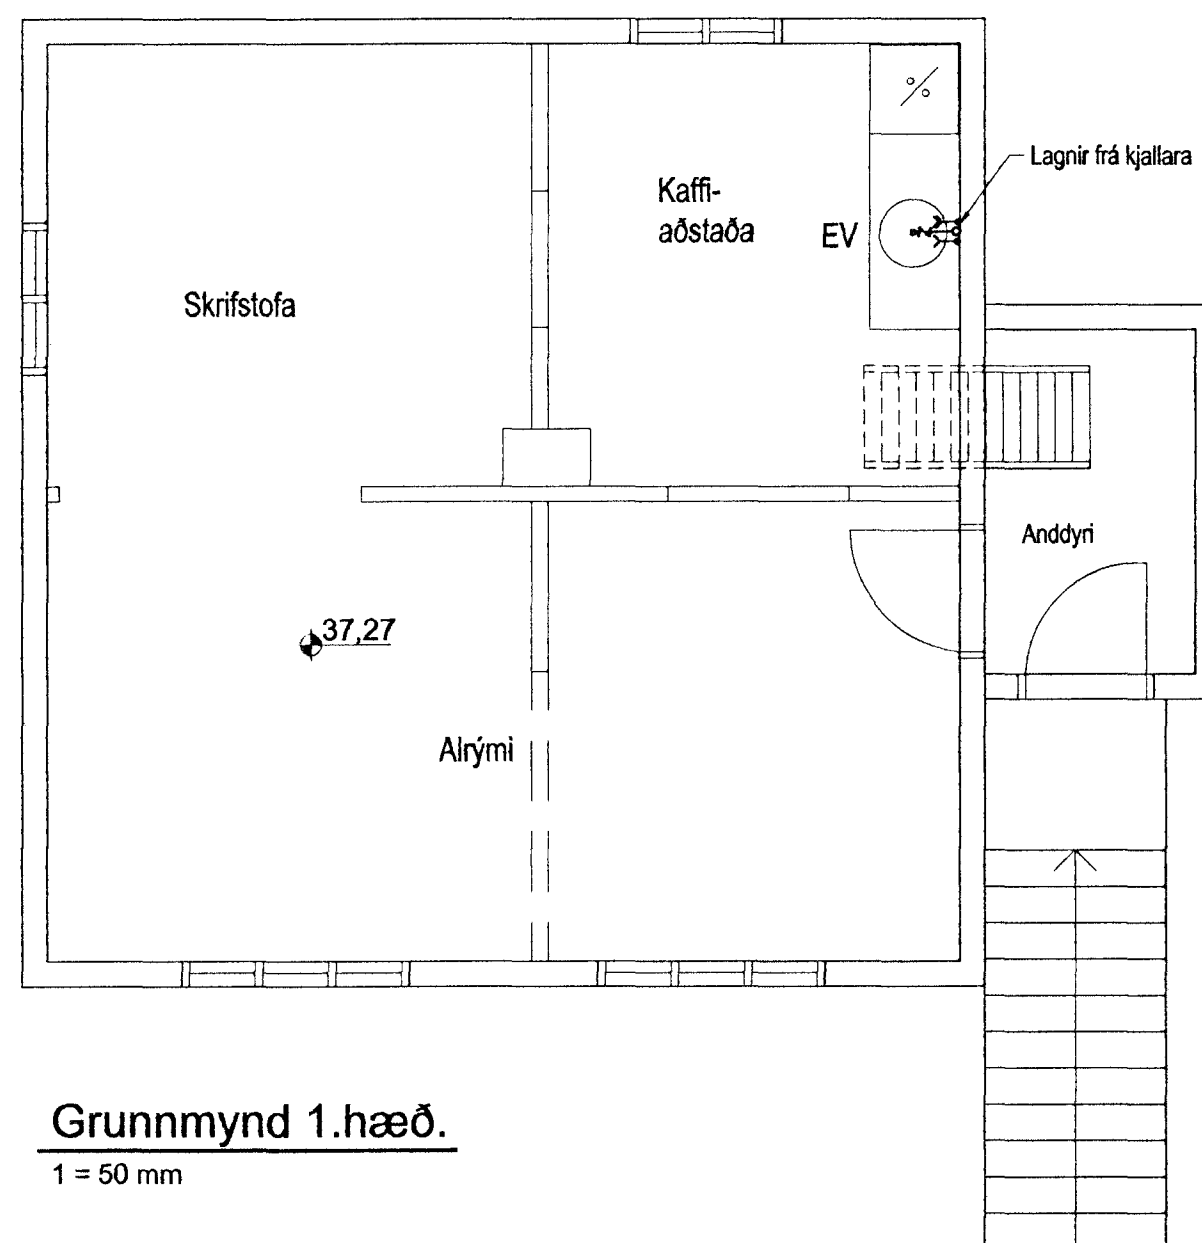 Lagnir frá kjallara
Kaffi-
aðstaða
EV
Skrifstofa
Anddyri
37,27
Alrými
Grunnmynd 1.hæð.
1 = 50 mm